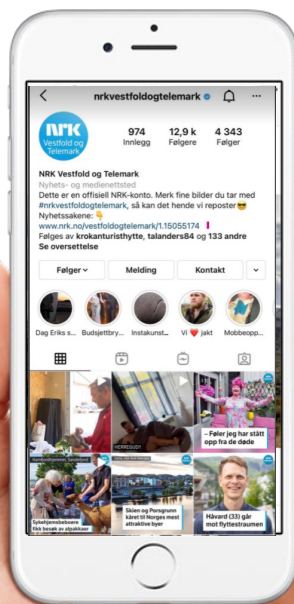 nrkvestfoldogtelemark
NRK
Vestfold og
Telemark
974
12,9 k
4 343
Innlegg
Følgere
Følger
NRK Vestfold og Telemark
Nyhets- og medienettsted
Dette er en offisiell NRK-konto. Merk fine bilder du tar med
#nrkvestfoldogtelemark, så kan det hende vi reposter😎
Nyhetssakene: 👇
www.nrk.no/vestfoldogtelemark/1.15055174
Følges av krokanturisthytte, talanders84 og 133 andre
Se oversettelse
Følger
Melding
Kontakt
Dag Eriks s...
Budsjettbry...
Instakunst...
Vi ❤️ jakt
Mobbeopp...
HERREGUD!
– Føler jeg har stått
opp fra de døde
Sykehjemsbeboere
fikk besøk av alpakkaer
Skien og Porsgrunn
kåret til Norges mest
attraktive byer
Håvard (33) går
mot flyttestraumen